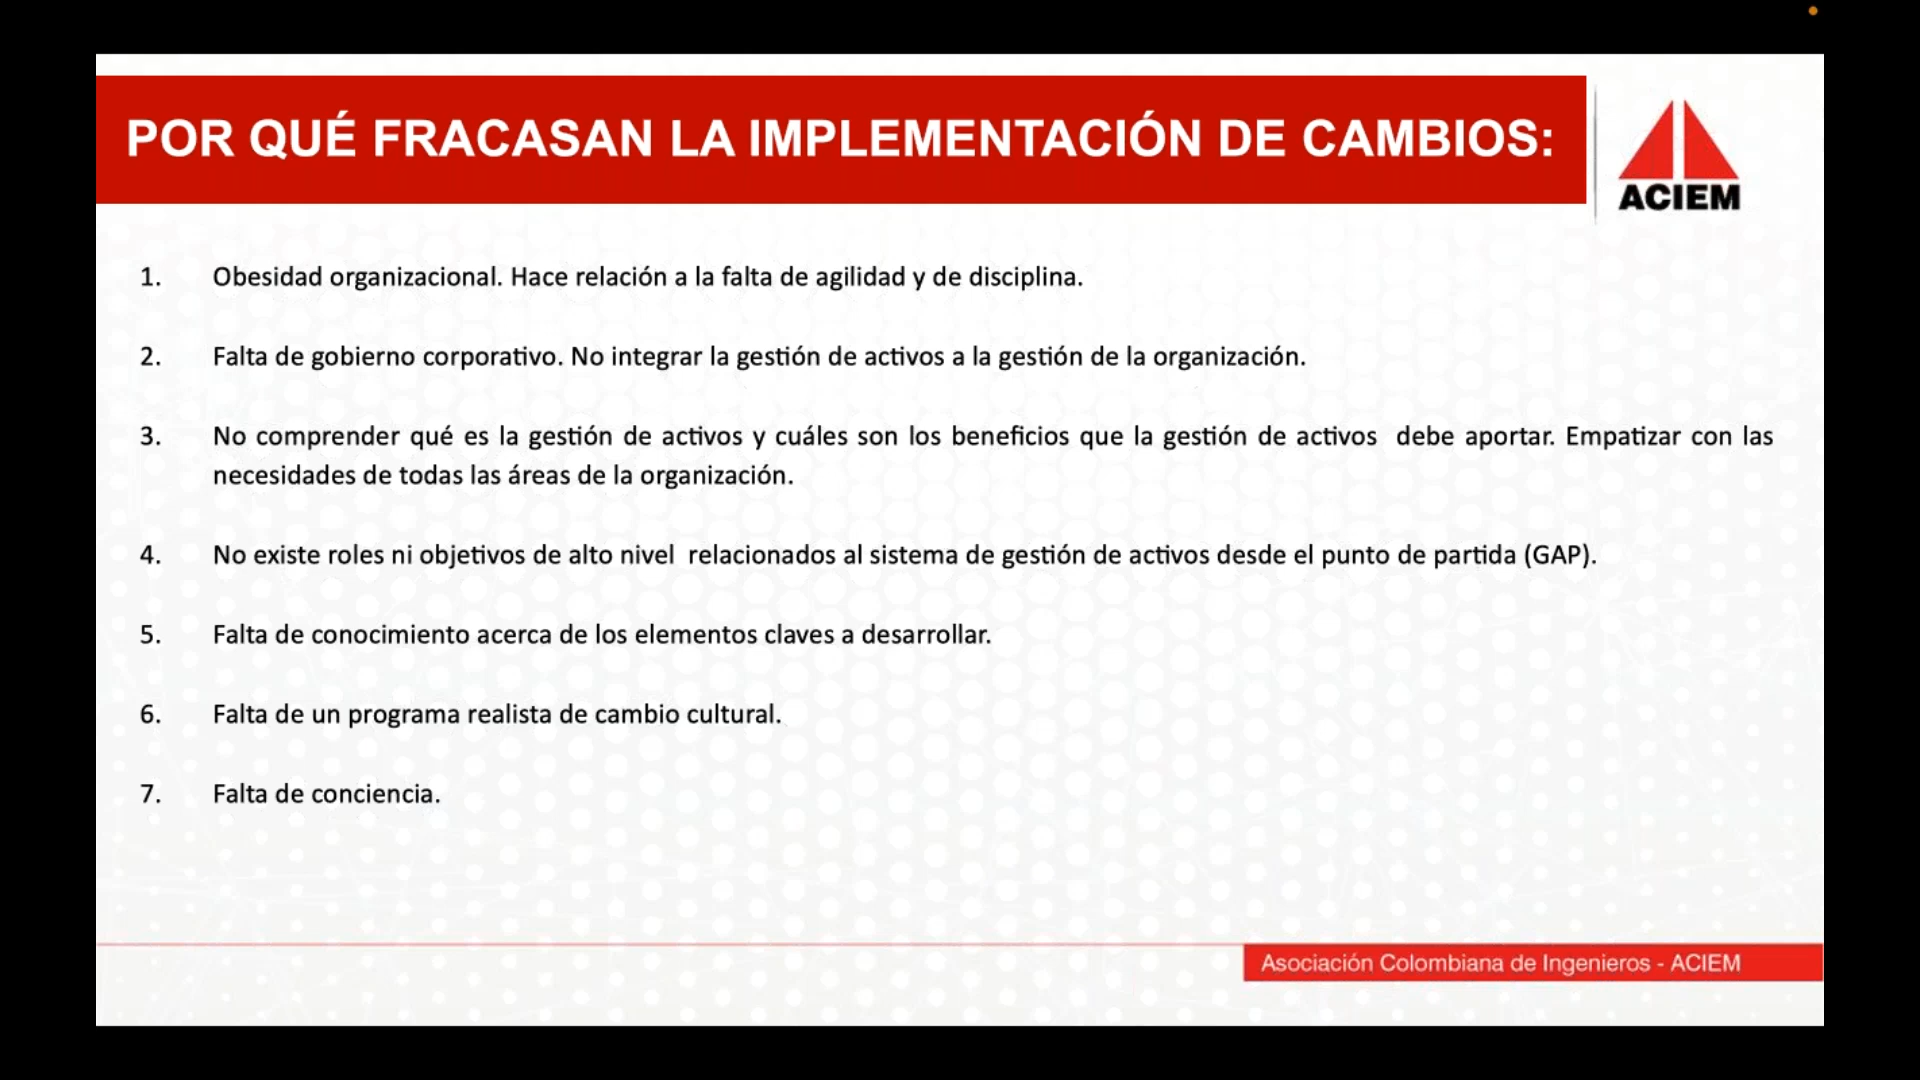 POR QUÉ FRACASAN LA IMPLEMENTACIÓN DE CAMBIOS:
ACIEM
1. Obesidad organizacional. Hace relación a la falta de agilidad y de disciplina.
2. Falta de gobierno corporativo. No integrar la gestión de activos a la gestión de la organización.
3. No comprender qué es la gestión de activos y cuáles son los beneficios que la gestión de activos debe aportar. Empatizar con las
necesidades de todas las áreas de la organización.
4. No existe roles ni objetivos de alto nivel relacionados al sistema de gestión de activos desde el punto de partida (GAP).
5. Falta de conocimiento acerca de los elementos claves a desarrollar.
6. Falta de un programa realista de cambio cultural.
7. Falta de conciencia.
Asociación Colombiana de Ingenieros - ACIEM